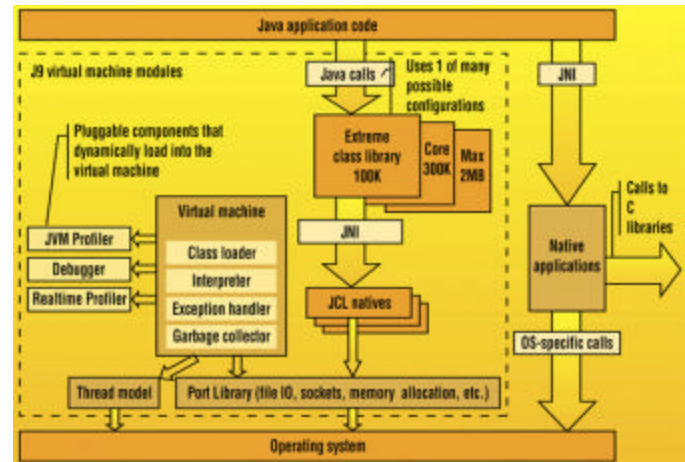 Java application code
J9 virtual machine modules
Java calls
Uses 1 of many
possible
configurations
JNI
Pluggable components that
dynamically load into the
virtual machine
Extreme
class library
100K
Core
300K
Max
2MB
Calls to
C
libraries
Virtual machine
Class loader
Interpreter
Exception handler
Garbage collector
JVM Profiler
Debugger
Realtime Profiler
JNI
JCL natives
Native
applications
OS-specific calls
Thread model
Port Library (file IO, sockets, memory allocation, etc.)
Operating system